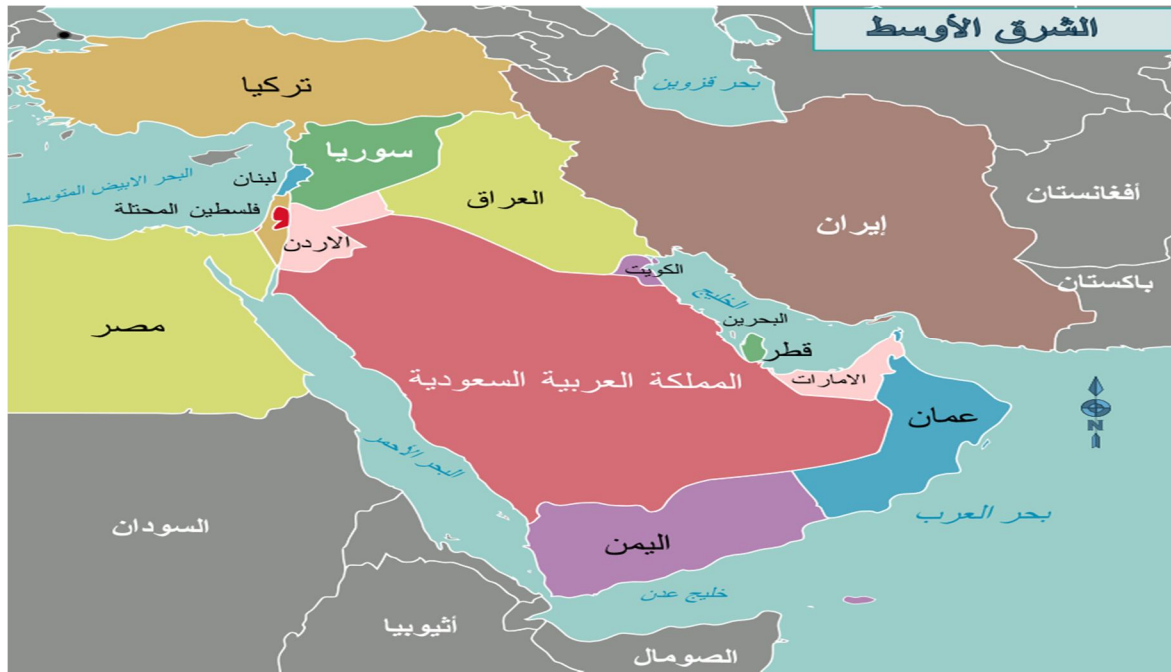 الشرق الأوسط
بحر قزوين
تركيا
سوريا
البحر الابيض المتوسط
لبنان
فلسطين المحتلة
العراق
أفغانستان
إيران
الاردن
الكويت
باكستان
الخليج
البحرين
مصر
قطر
المملكة العربية السعودية
الامارات
عمان
N
البحر الأحمر
بحر العرب
السودان
اليمن
خليج عدن
أثيوبيا
الصومال